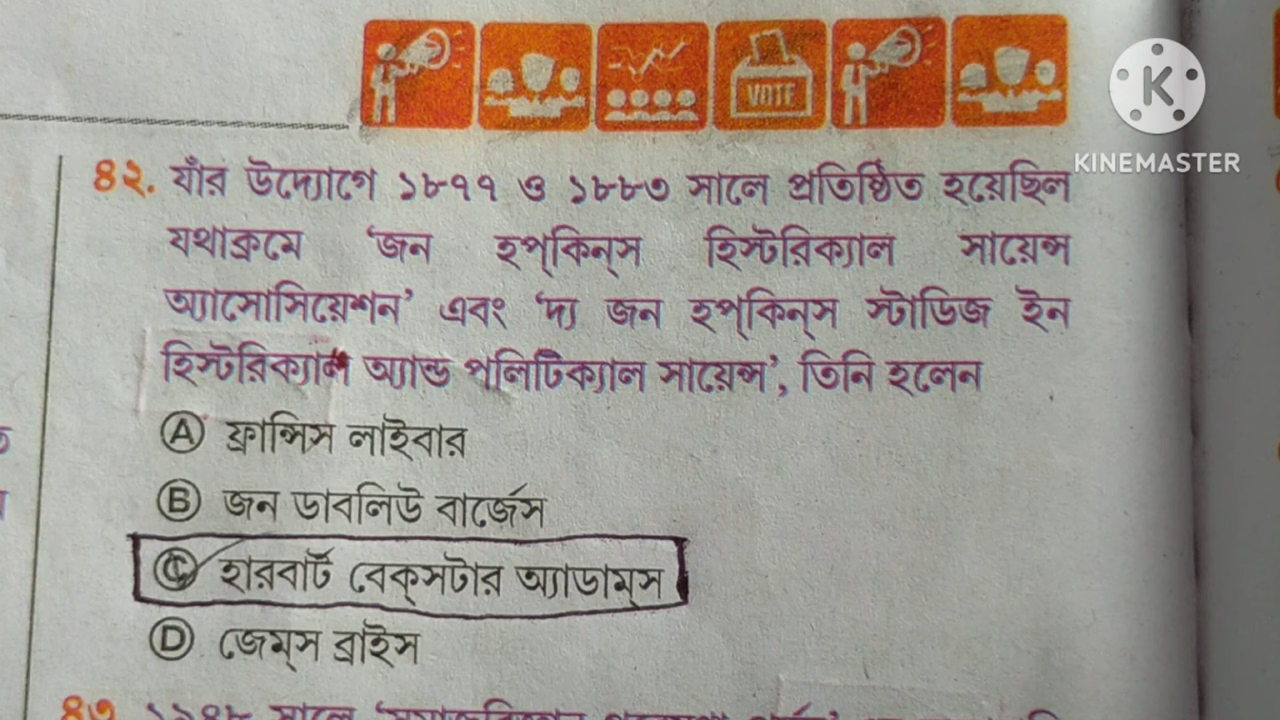 VOTE
K
KINEMASTER
৪২. যাঁর উদ্যোগে ১৮৭৭ ও ১৮৮৩ সালে প্রতিষ্ঠিত হয়েছিল
যথাক্রমে ‘জন হপ্‌কিন্‌স হিস্টরিক্যাল সায়েন্স
অ্যাসোসিয়েশন’ এবং ‘দ্য জন হপ্‌কিন্‌স স্টাডিজ ইন
হিস্টরিক্যাল অ্যান্ড পলিটিক্যাল সায়েন্স’, তিনি হলেন
Ⓐ ফ্রান্সিস লাইবার
Ⓑ জন ডাবলিউ বার্জেস
Ⓒ হারবার্ট বেক্‌সটার অ্যাডাম্‌স
Ⓓ জেম্‌স ব্রাইস
৪৩. সালে